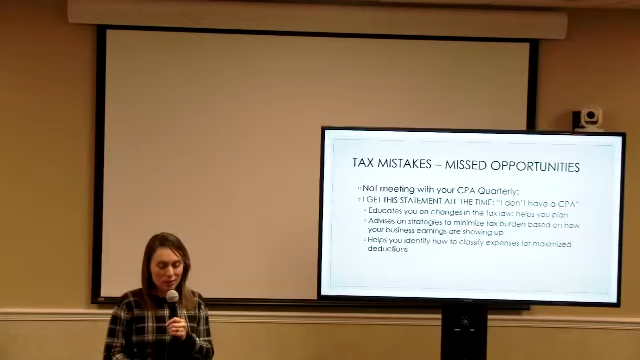 TAX MISTAKES – MISSED OPPORTUNITIES
Not meeting with your CPA Quarterly:
I GET THIS STATEMENT ALL THE TIME: "I don't have a CPA"
Educates you on changes in the tax law: helps you plan
Advises on strategies to minimize tax burden based on how
your business earnings are showing up
Helps you identify how to classify expenses for maximized
deductions